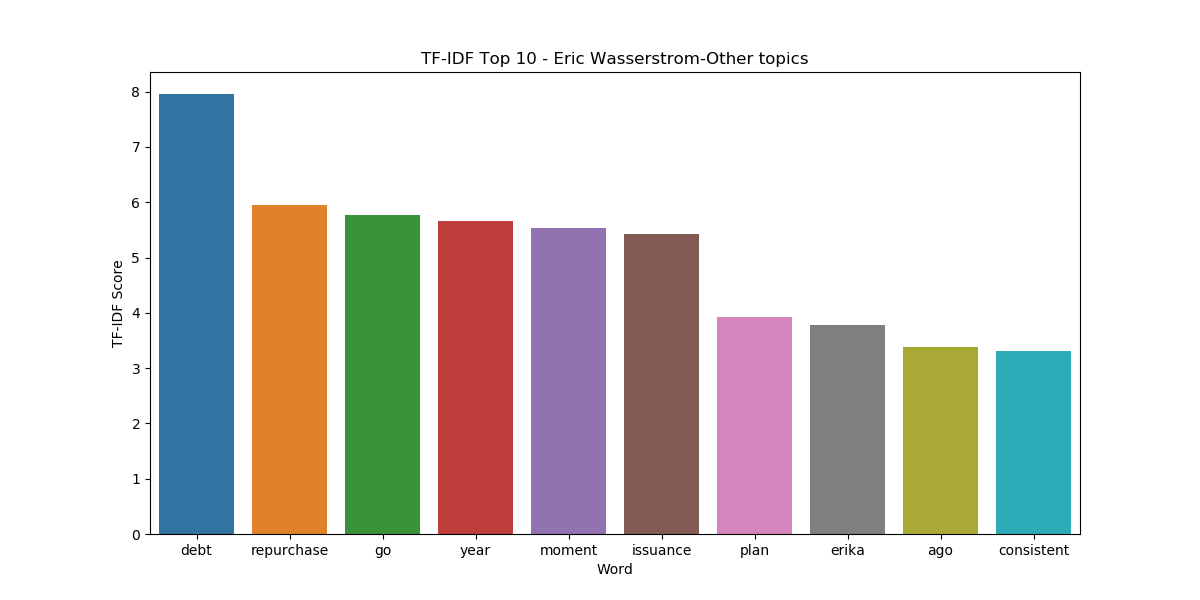 TF-IDF Top 10 - Eric Wasserstrom-Other topics
TF-IDF Score
8
7
6
5
4
3
2
1
0
debt repurchase go year moment issuance plan erika ago consistent
Word